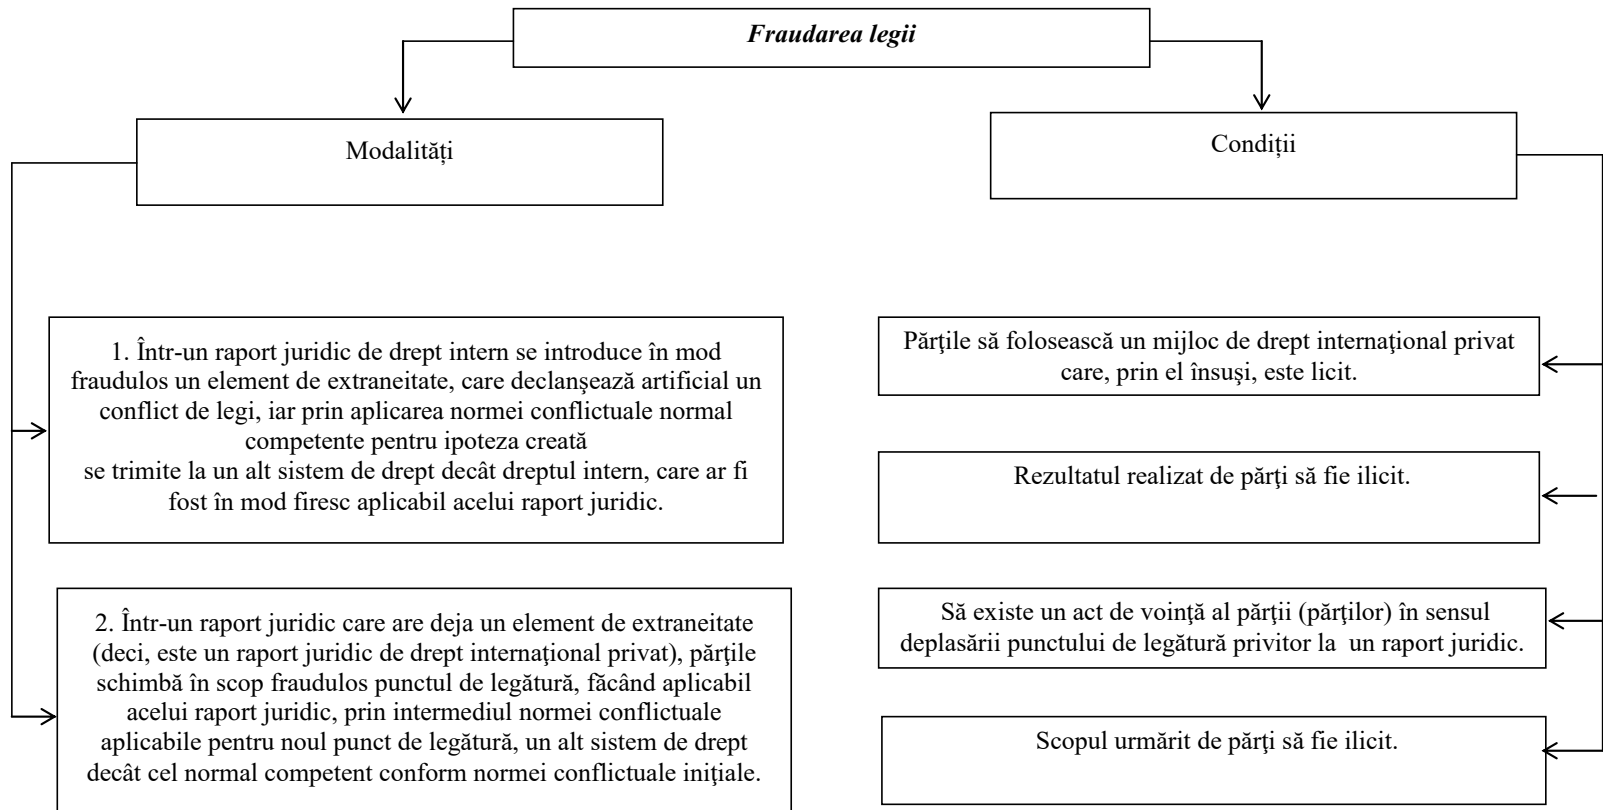 Fraudarea legii
Modalități
Condiții
1. Într-un raport juridic de drept intern se introduce în mod
fraudulos un element de extraneitate, care declanşează artificial un
conflict de legi, iar prin aplicarea normei conflictuale normal
competente pentru ipoteza creată
se trimite la un alt sistem de drept decât dreptul intern, care ar fi
fost în mod firesc aplicabil acelui raport juridic.
2. Într-un raport juridic care are deja un element de extraneitate
(deci, este un raport juridic de drept internaţional privat), părţile
schimbă în scop fraudulos punctul de legătură, făcând aplicabil
acelui raport juridic, prin intermediul normei conflictuale
aplicabile pentru noul punct de legătură, un alt sistem de drept
decât cel normal competent conform normei conflictuale iniţiale.
Părţile să folosească un mijloc de drept internaţional privat
care, prin el însuşi, este licit.
Rezultatul realizat de părţi să fie ilicit.
Să existe un act de voinţă al părţii (părţilor) în sensul
deplasării punctului de legătură privitor la un raport juridic.
Scopul urmărit de părţi să fie ilicit.